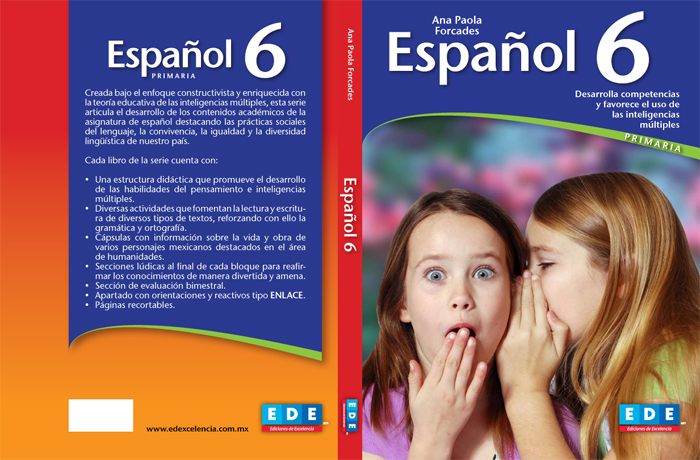 Español 6
PRIMARIA
Creada bajo el enfoque constructivista y enriquecida con
la teoría educativa de las inteligencias múltiples, esta serie
articula el desarrollo de los contenidos académicos de la
asignatura de español destacando las prácticas sociales
del lenguaje, la convivencia, la igualdad y la diversidad
lingüística de nuestro país.
Cada libro de la serie cuenta con:
• Una estructura didáctica que promueve el desarrollo
de las habilidades del pensamiento e inteligencias
múltiples.
• Diversas actividades que fomentan la lectura y escritu-
ra de diversos tipos de textos, reforzando con ello la
gramática y ortografía.
• Cápsulas con información sobre la vida y obra de
varios personajes mexicanos destacados en el área
de humanidades.
• Secciones lúdicas al final de cada bloque para reafir-
mar los conocimientos de manera divertida y amena.
• Sección de evaluación bimestral.
• Apartado con orientaciones y reactivos tipo ENLACE.
• Páginas recortables.
www.edexcelencia.com.mx
EDE
Ediciones de Excelencia
Ana Paola Forcades
Español 6
EDE
Ana Paola
Forcades
Español 6
Desarrolla competencias
y favorece el uso de
las inteligencias
múltiples
PRIMARIA
EDE
Ediciones de Excelencia